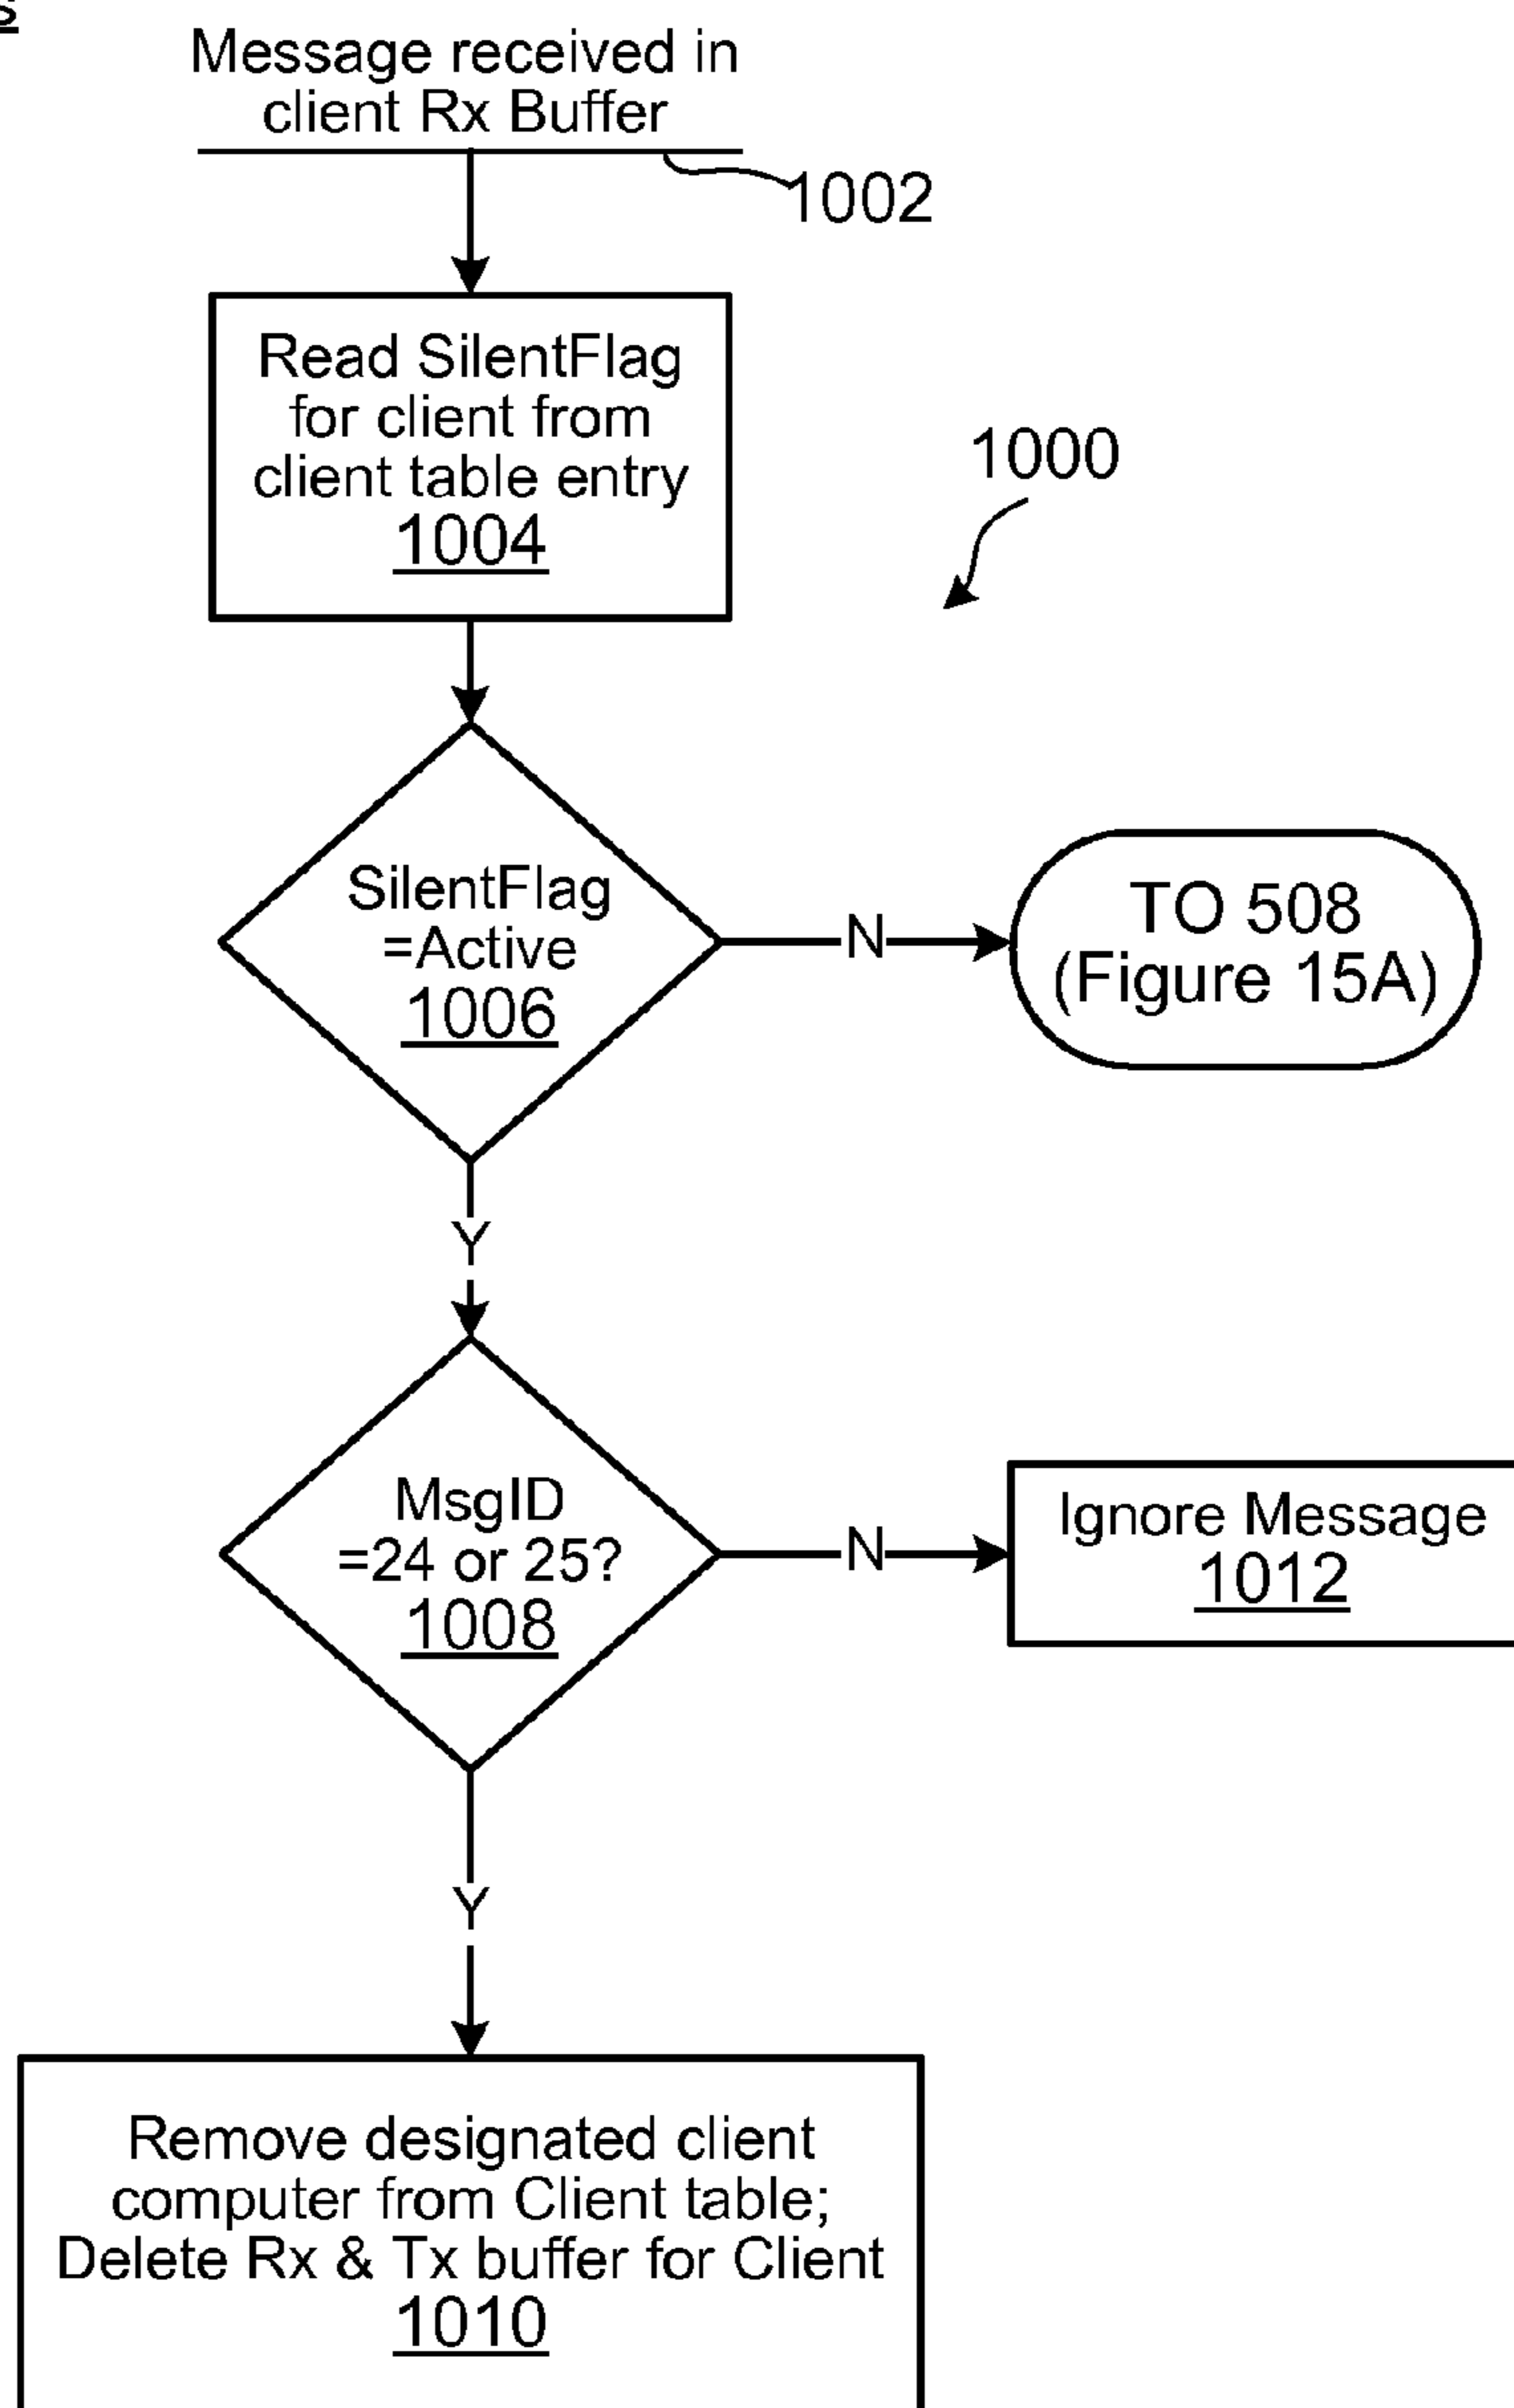 Message received in
client Rx Buffer
1002
Read SilentFlag
for client from
client table entry
1004
1000
SilentFlag
=Active
1006
N
TO 508
(Figure 15A)
Y
MsgID
=24 or 25?
1008
N
Ignore Message
1012
Y
Remove designated client
computer from Client table;
Delete Rx & Tx buffer for Client
1010